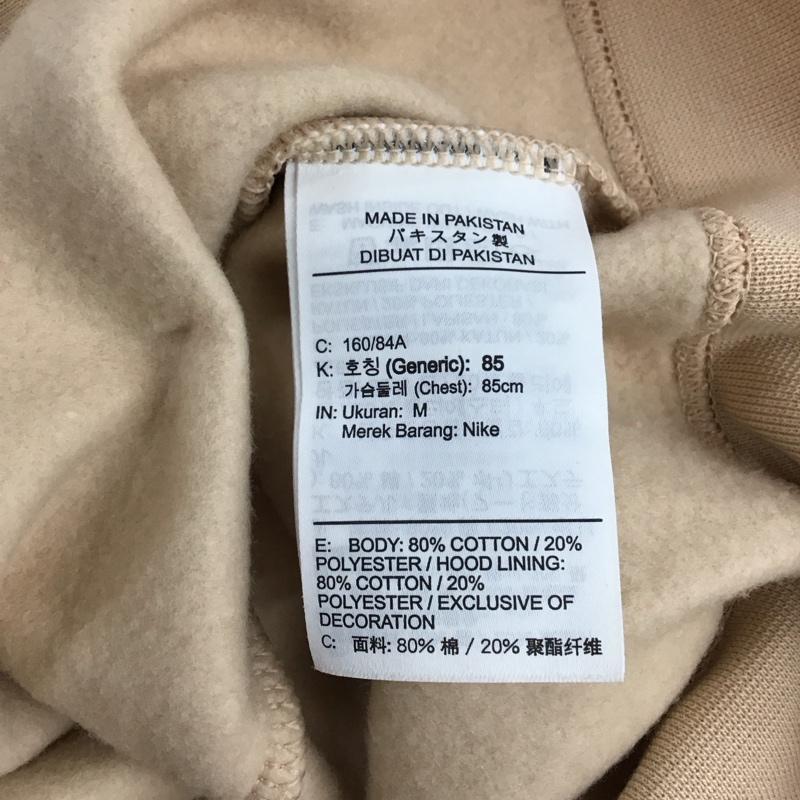 MADE IN PAKISTAN
パキスタン製
DIBUAT DI PAKISTAN
C: 160/84A
K: 호칭 (Generic): 85
가슴둘레 (Chest): 85cm
IN: Ukuran: M
Merek Barang: Nike
E: BODY: 80% COTTON / 20%
POLYESTER / HOOD LINING:
80% COTTON / 20%
POLYESTER / EXCLUSIVE OF
DECORATION
C: 面料: 80% 棉 / 20% 聚酯纤维